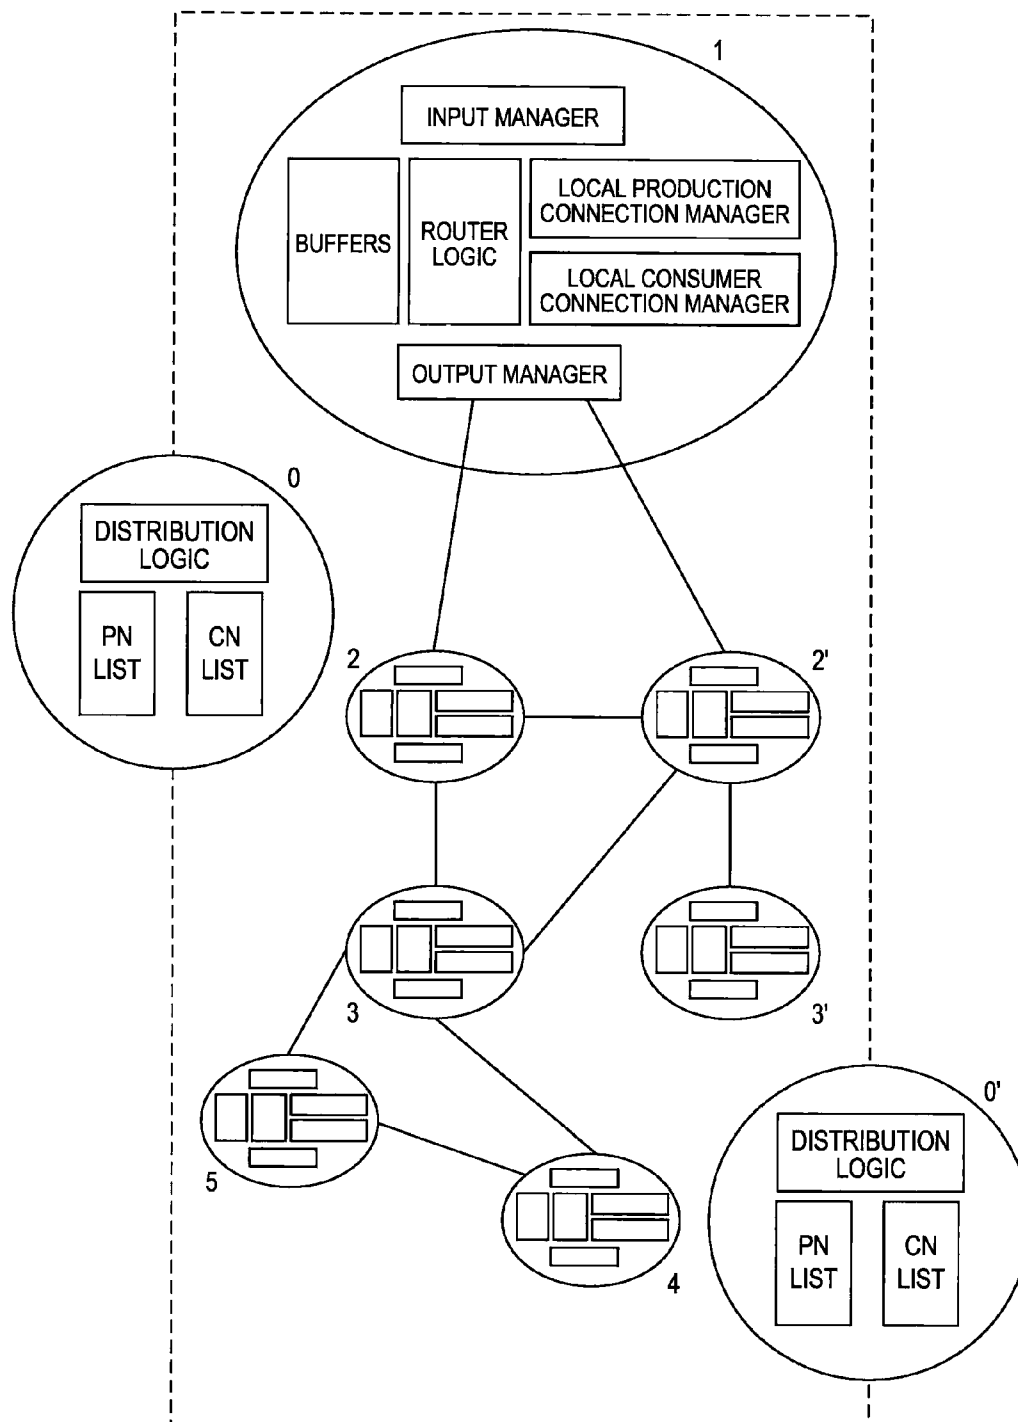 1
INPUT MANAGER
BUFFERS
ROUTER
LOGIC
LOCAL PRODUCTION
CONNECTION MANAGER
LOCAL CONSUMER
CONNECTION MANAGER
OUTPUT MANAGER
0
DISTRIBUTION
LOGIC
PN
LIST
CN
LIST
2
2'
3
3'
5
4
0'
DISTRIBUTION
LOGIC
PN
LIST
CN
LIST